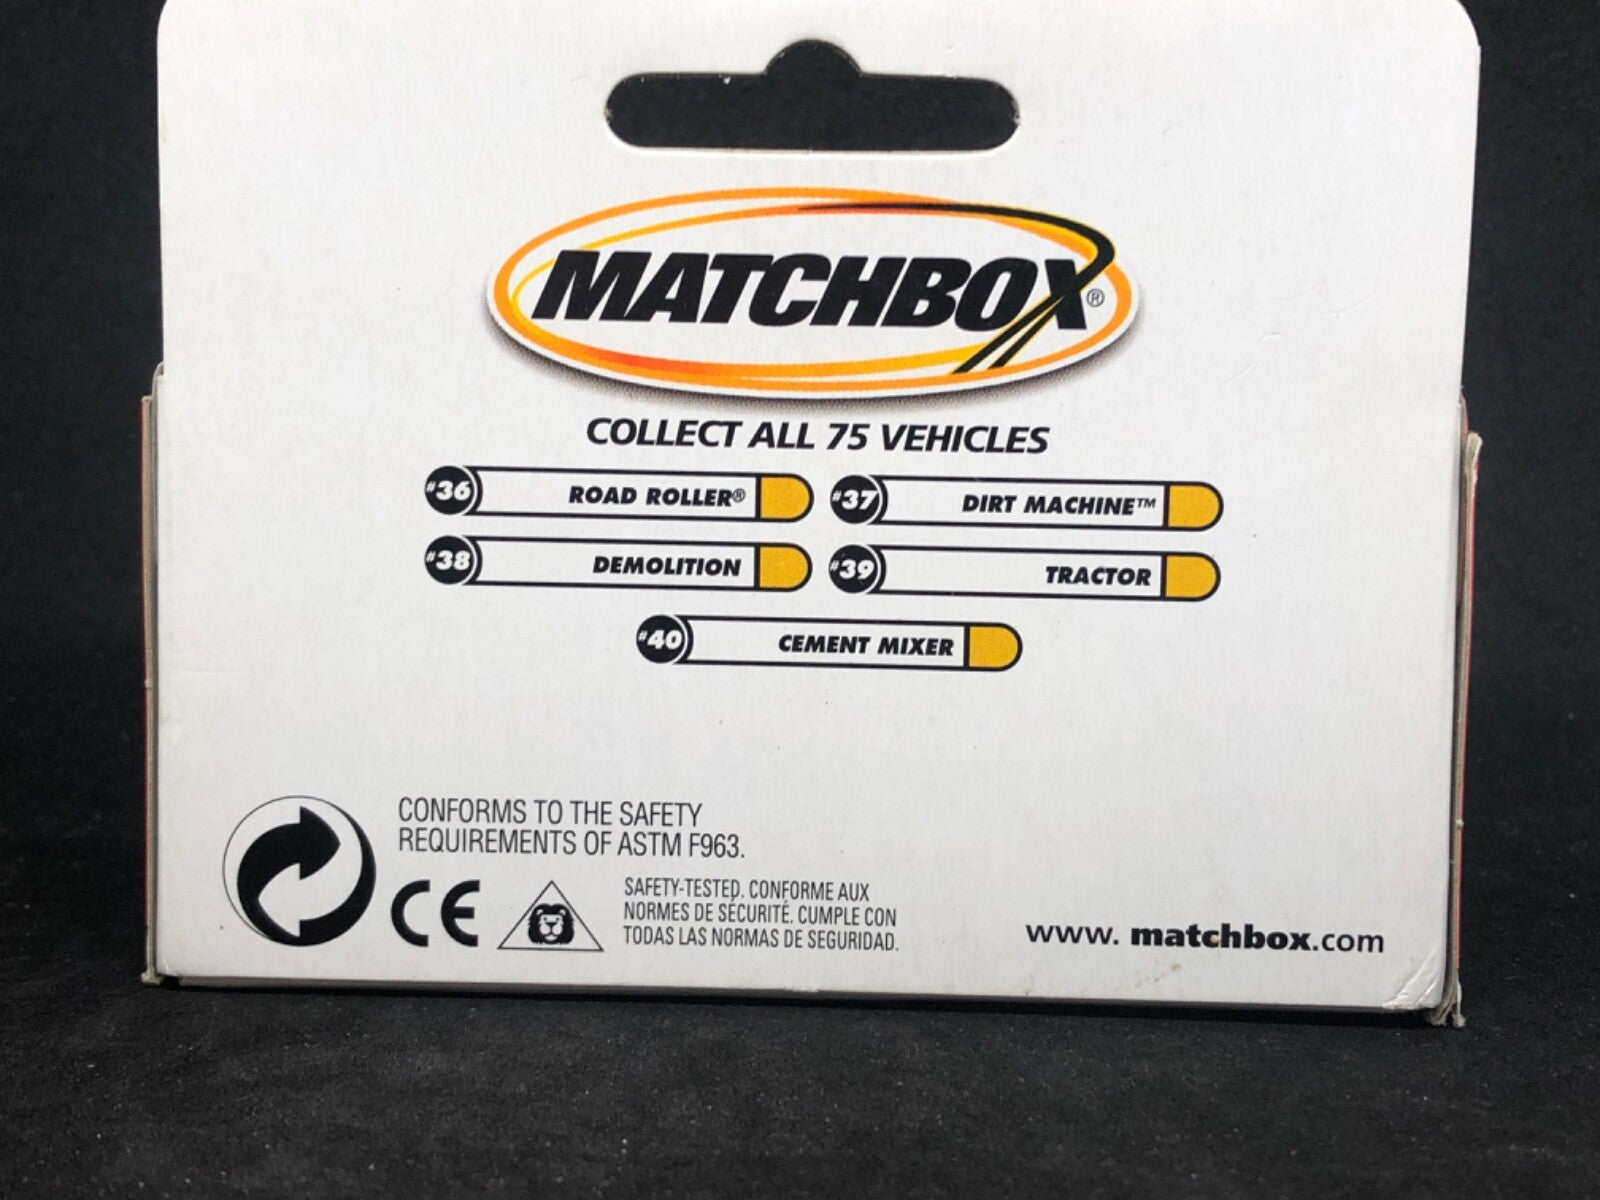 MATCHBOX®
COLLECT ALL 75 VEHICLES
#36 ROAD ROLLER®
#37 DIRT MACHINE™
#38 DEMOLITION
#39 TRACTOR
#40 CEMENT MIXER
CONFORMS TO THE SAFETY
REQUIREMENTS OF ASTM F963.
CE
SAFETY-TESTED. CONFORME AUX
NORMES DE SÉCURITÉ. CUMPLE CON
TODAS LAS NORMAS DE SEGURIDAD.
www. matchbox.com